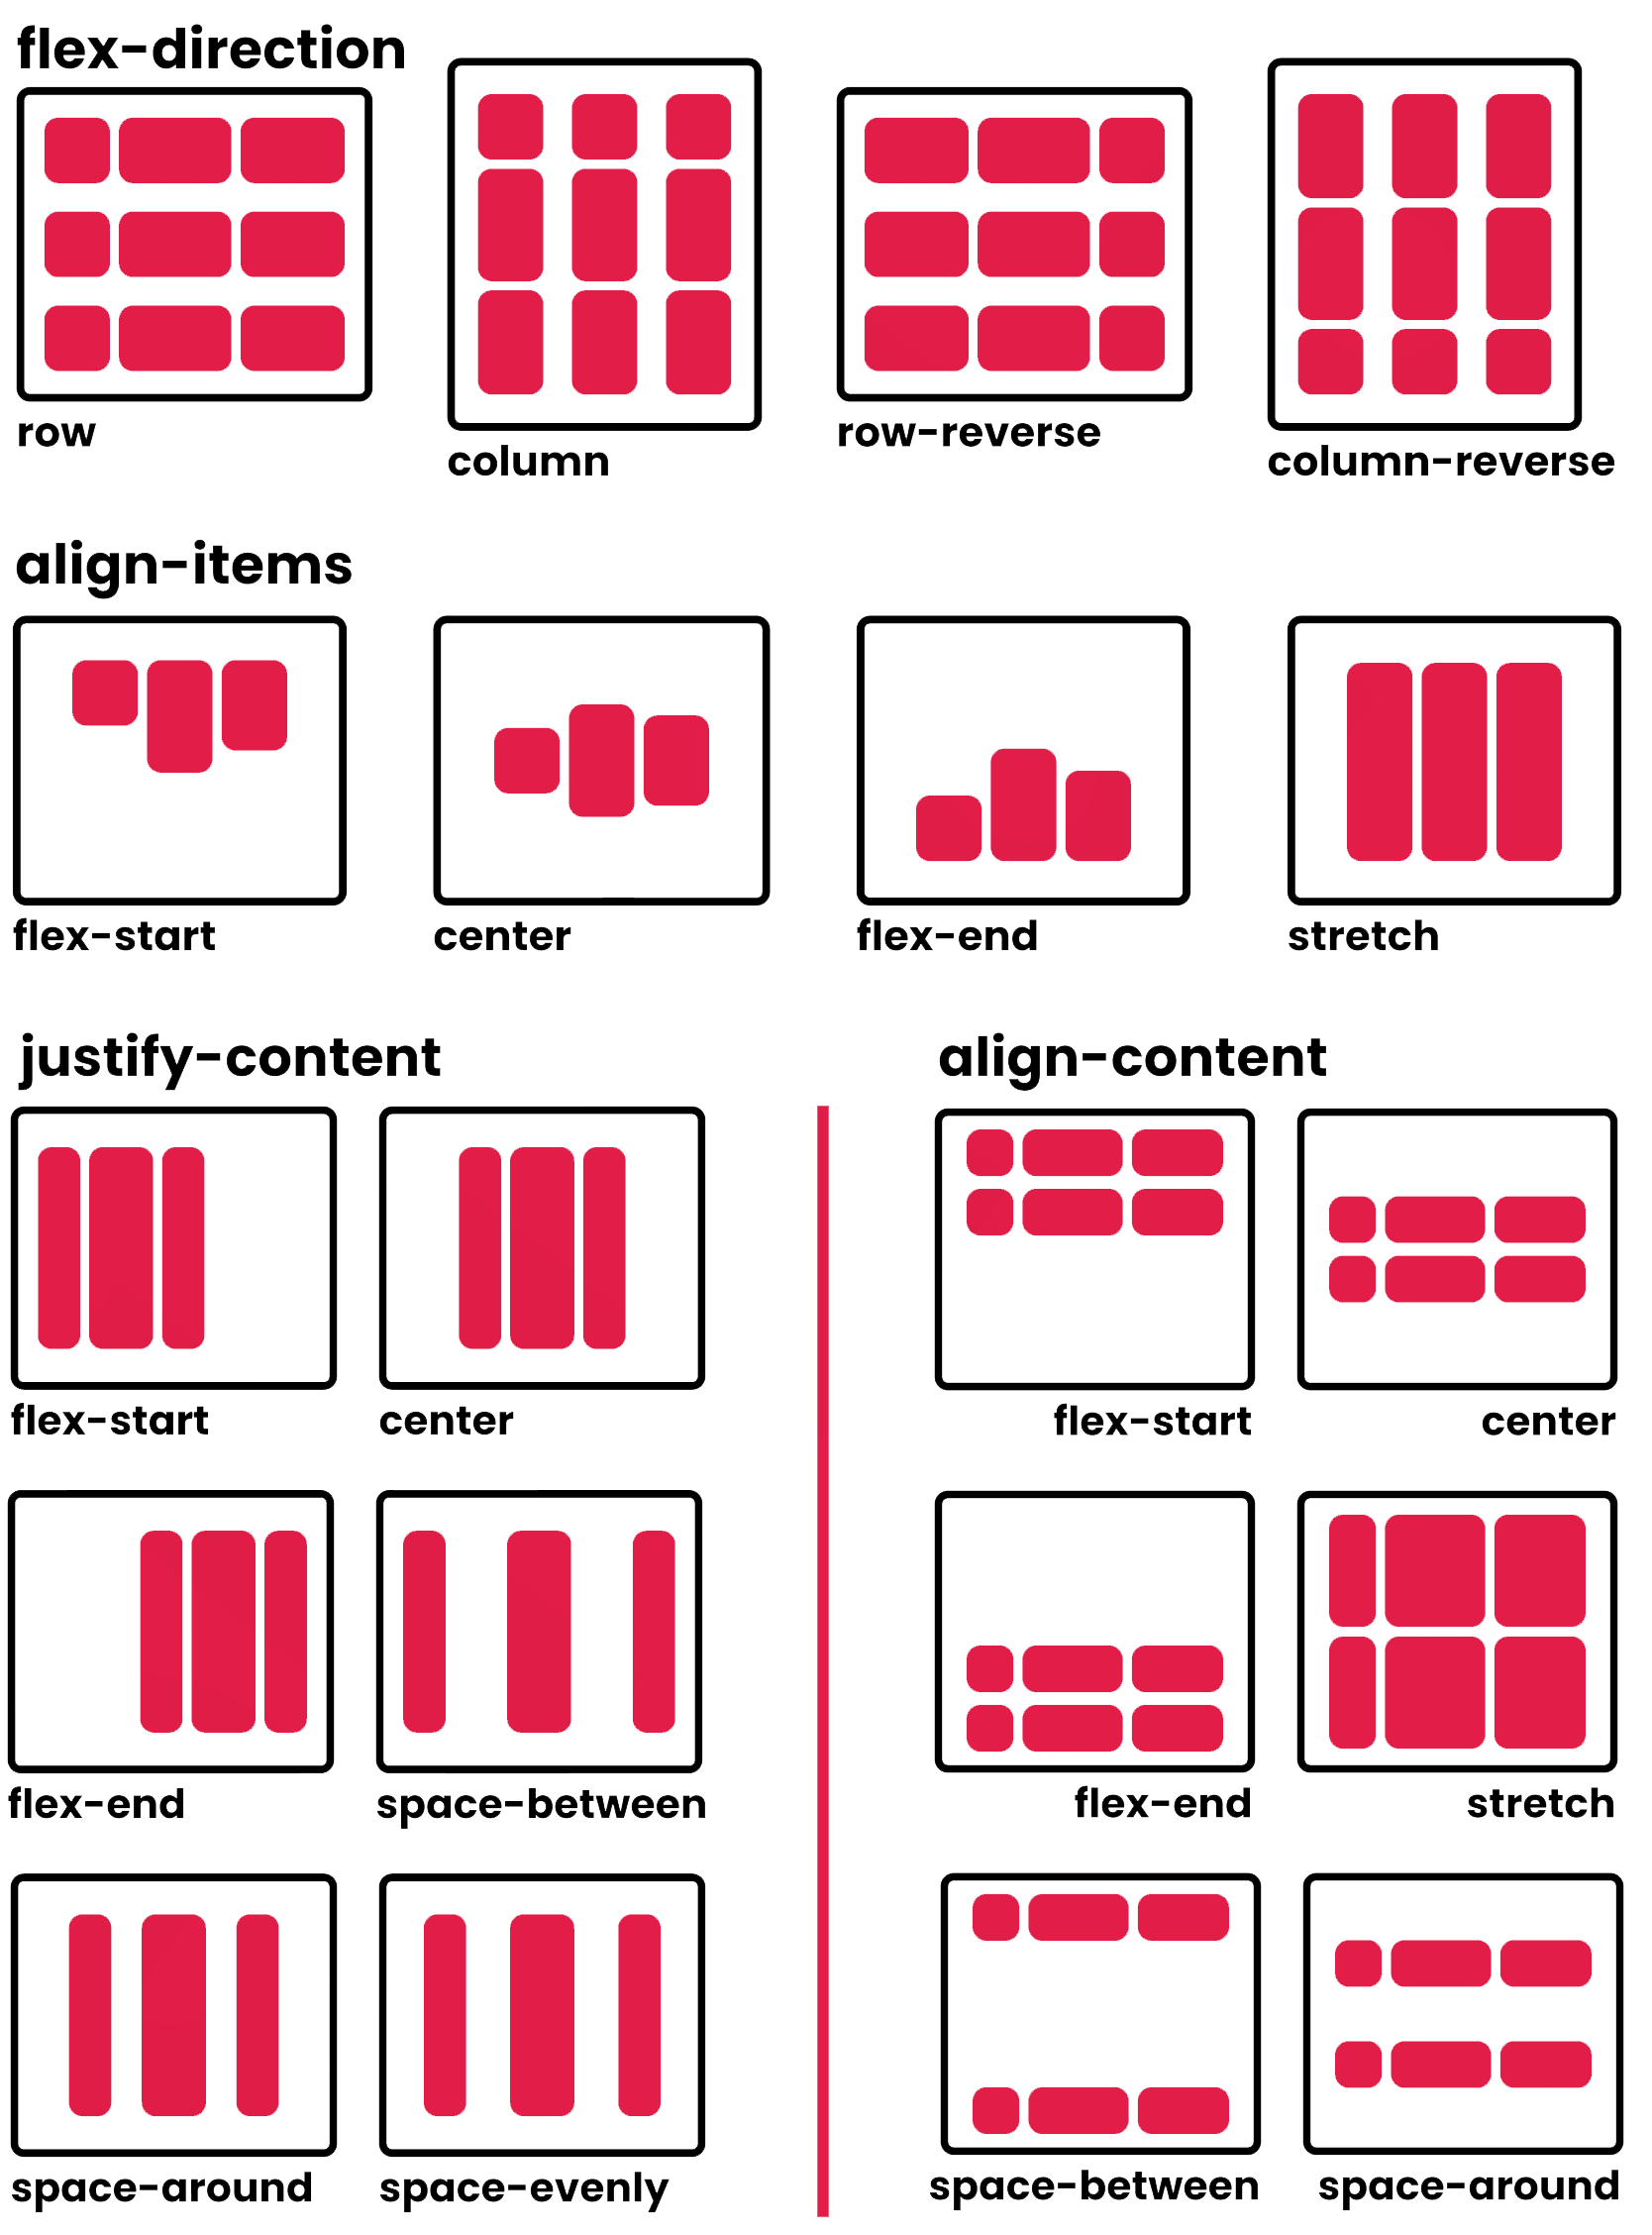 flex-direction
row
column
row-reverse
column-reverse
align-items
flex-start
center
flex-end
stretch
justify-content
flex-start
center
flex-end
space-between
space-around
space-evenly
align-content
flex-start
center
flex-end
stretch
space-between
space-around